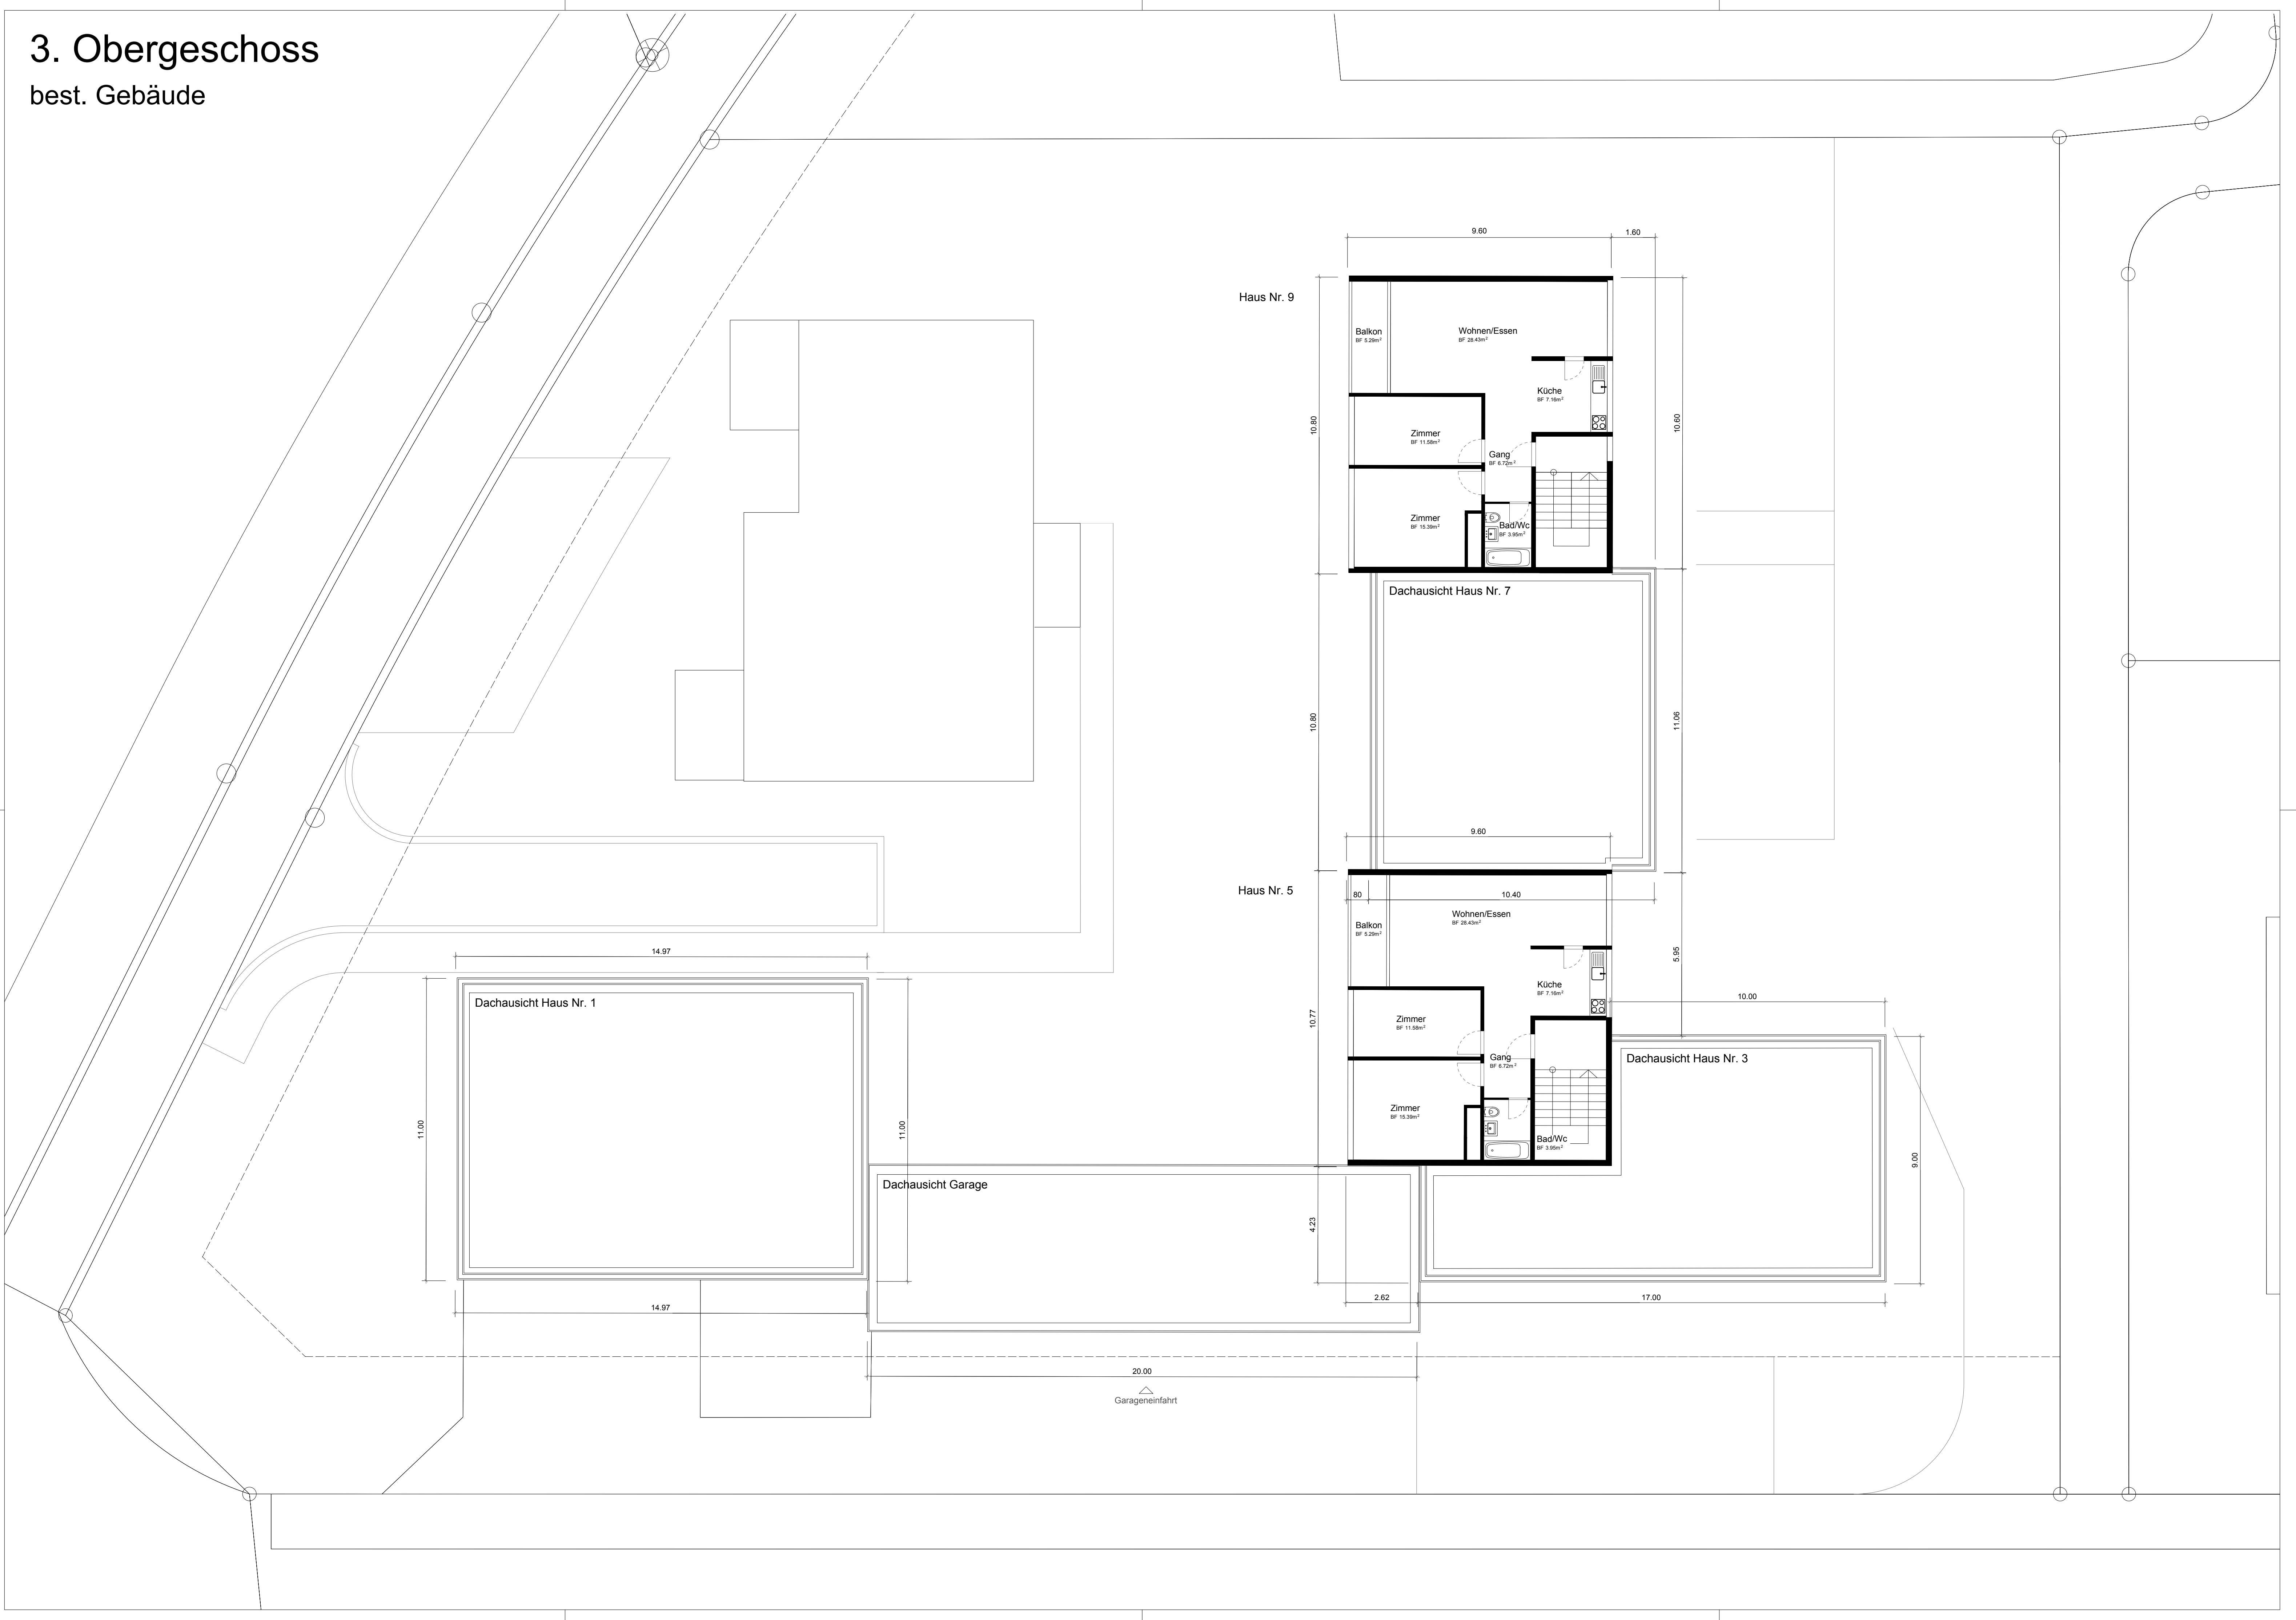 3. Obergeschoss
best. Gebäude
9.60
1.60
Haus Nr. 9
Balkon
BF 5.29m²
Wohnen/Essen
BF 28.43m²
Küche
BF 7.16m²
10.80
10.60
Zimmer
BF 11.58m²
Gang
BF 6.72m²
Zimmer
BF 15.39m²
Bad/Wc
BF 3.95m²
Dachausicht Haus Nr. 7
10.80
11.06
9.60
Haus Nr. 5
80
10.40
Wohnen/Essen
BF 28.43m²
Balkon
BF 5.29m²
5.95
14.97
Küche
BF 7.16m²
10.00
Dachausicht Haus Nr. 1
10.77
Zimmer
BF 11.58m²
Gang
BF 6.72m²
Dachausicht Haus Nr. 3
Zimmer
BF 15.39m²
11.00
11.00
Bad/Wc
BF 3.95m²
9.00
Dachausicht Garage
4.23
2.62
17.00
14.97
20.00
Garageneinfahrt